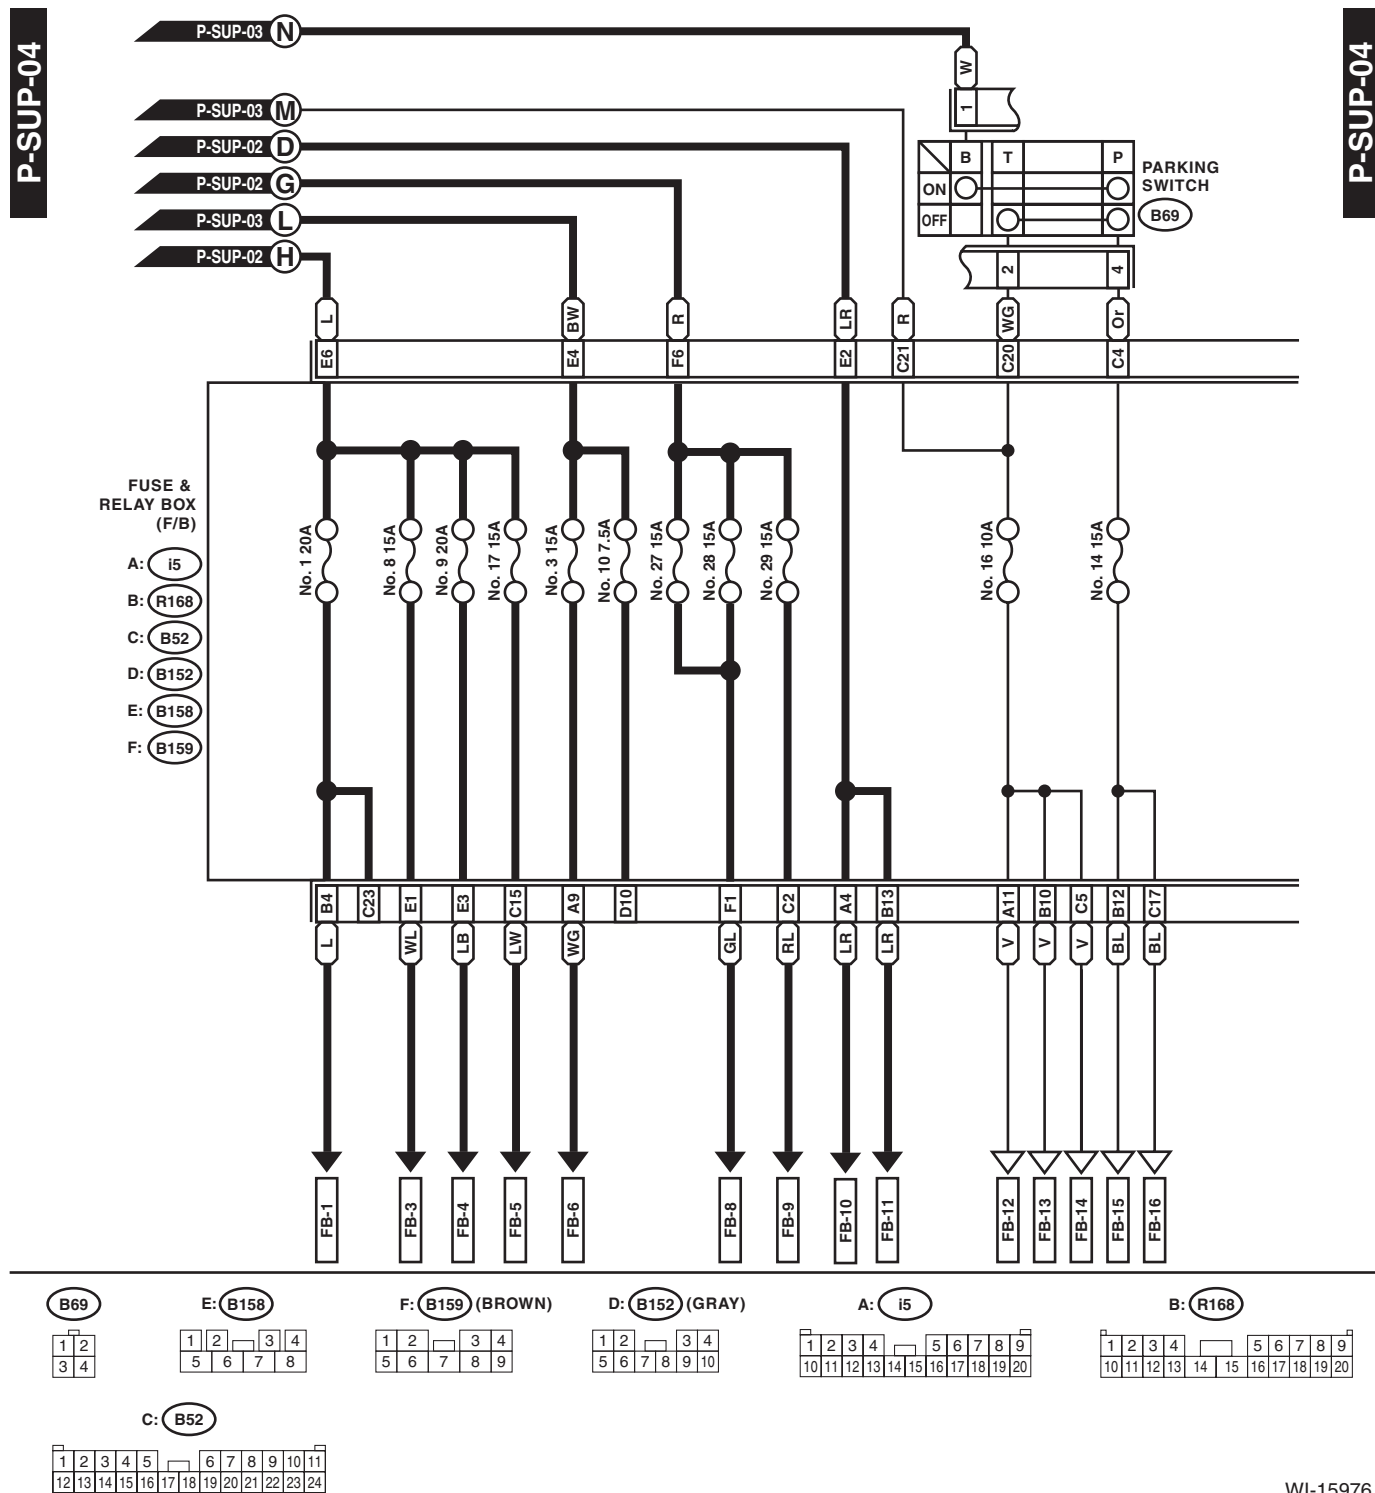 P-SUP-04
P-SUP-04
P-SUP-03 N
W
1
P-SUP-03 M
P-SUP-02 D
P-SUP-02 G
P-SUP-03 L
P-SUP-02 H
B T P
ON
OFF
PARKING
SWITCH
B69
2 4
L BW R LR R WG Or
E6 E4 F6 E2 C21 C20 C4
FUSE &
RELAY BOX
(F/B)
A: i5
B: R168
C: B52
D: B152
E: B158
F: B159
No. 1 20A
No. 8 15A
No. 9 20A
No. 17 15A
No. 3 15A
No. 10 7.5A
No. 27 15A
No. 28 15A
No. 29 15A
No. 16 10A
No. 14 15A
B4 C23 E1 E3 C15 A9 D10 F1 C2 A4 B13 A11 B10 C5 B12 C17
L WL LB LW WG GL RL LR LR V V V BL BL
FB-1 FB-3 FB-4 FB-5 FB-6 FB-8 FB-9 FB-10 FB-11 FB-12 FB-13 FB-14 FB-15 FB-16
B69
1 2
3 4
E: B158
1 2 3 4
5 6 7 8
F: B159 (BROWN)
1 2 3 4
5 6 7 8 9
D: B152 (GRAY)
1 2 3 4
5 6 7 8 9 10
A: i5
1 2 3 4 5 6 7 8 9
10 11 12 13 14 15 16 17 18 19 20
B: R168
1 2 3 4 5 6 7 8 9
10 11 12 13 14 15 16 17 18 19 20
C: B52
1 2 3 4 5 6 7 8 9 10 11
12 13 14 15 16 17 18 19 20 21 22 23 24
WI-15976